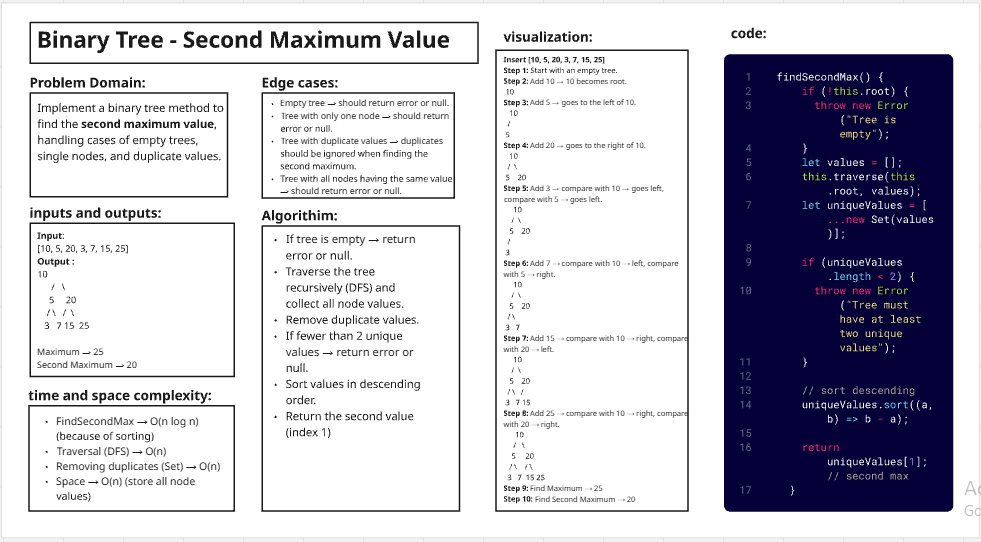 Binary Tree - Second Maximum Value
Problem Domain:
Implement a binary tree method to
find the second maximum value,
handling cases of empty trees,
single nodes, and duplicate values.
inputs and outputs:
Input:
[10, 5, 20, 3, 7, 15, 25]
Output :
10
/ \
5 20
/ \ / \
3 7 15 25
Maximum → 25
Second Maximum → 20
time and space complexity:
• FindSecondMax → O(n log n)
(because of sorting)
• Traversal (DFS) → O(n)
• Removing duplicates (Set) → O(n)
• Space → O(n) (store all node
values)
Edge cases:
• Empty tree → should return error or null.
• Tree with only one node → should return
error or null.
• Tree with duplicate values → duplicates
should be ignored when finding the
second maximum.
• Tree with all nodes having the same value
→ should return error or null.
Algorithim:
• If tree is empty → return
error or null.
• Traverse the tree
recursively (DFS) and
collect all node values.
• Remove duplicate values.
• If fewer than 2 unique
values → return error or
null.
• Sort values in descending
order.
• Return the second value
(index 1)
visualization:
Insert [10, 5, 20, 3, 7, 15, 25]
Step 1: Start with an empty tree.
Step 2: Add 10 → 10 becomes root.
10
Step 3: Add 5 → goes to the left of 10.
10
/
5
Step 4: Add 20 → goes to the right of 10.
10
/ \
5 20
Step 5: Add 3 → compare with 10 → goes left,
compare with 5 → goes left.
10
/ \
5 20
/
3
Step 6: Add 7 → compare with 10 → left, compare
with 5 → right.
10
/ \
5 20
/ \
3 7
Step 7: Add 15 → compare with 10 → right, compare
with 20 → left.
10
/ \
5 20
/ \ /
3 7 15
Step 8: Add 25 → compare with 10 → right, compare
with 20 → right.
10
/ \
5 20
/ \ / \
3 7 15 25
Step 9: Find Maximum → 25
Step 10: Find Second Maximum → 20
code:
1 findSecondMax() {
2 if (!this.root) {
3 throw new Error
("Tree is
empty");
4 }
5 let values = [];
6 this.traverse(this
.root, values);
7 let uniqueValues = [
...new Set(values
)];
8
9 if (uniqueValues
.length < 2) {
10 throw new Error
("Tree must
have at least
two unique
values");
11 }
12
13 // sort descending
14 uniqueValues.sort((a,
b) => b - a);
15
16 return
uniqueValues[1];
// second max
17 }